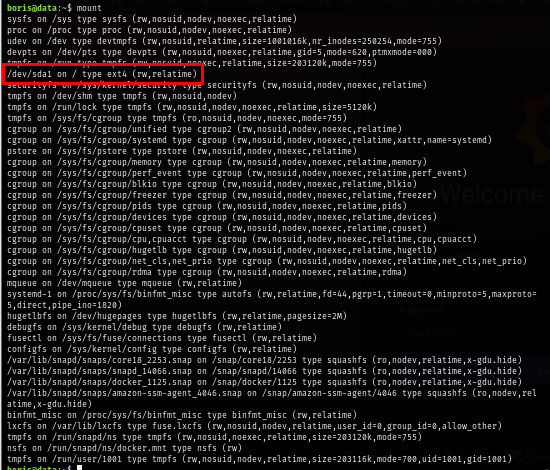 boris@data:~$ mount
sysfs on /sys type sysfs (rw,nosuid,nodev,noexec,relatime)
proc on /proc type proc (rw,nosuid,nodev,noexec,relatime)
udev on /dev type devtmpfs (rw,nosuid,relatime,size=1001016k,nr_inodes=250254,mode=755)
devpts on /dev/pts type devpts (rw,nosuid,noexec,relatime,gid=5,mode=620,ptmxmode=000)
tmpfs on /run type tmpfs (rw,nosuid,noexec,relatime,size=203120k,mode=755)
/dev/sda1 on / type ext4 (rw,relatime)
securityfs on /sys/kernel/security type securityfs (rw,nosuid,nodev,noexec,relatime)
tmpfs on /dev/shm type tmpfs (rw,nosuid,nodev)
tmpfs on /run/lock type tmpfs (rw,nosuid,nodev,noexec,relatime,size=5120k)
tmpfs on /sys/fs/cgroup type tmpfs (ro,nosuid,nodev,noexec,mode=755)
cgroup on /sys/fs/cgroup/unified type cgroup2 (rw,nosuid,nodev,noexec,relatime)
cgroup on /sys/fs/cgroup/systemd type cgroup (rw,nosuid,nodev,noexec,relatime,xattr,name=systemd)
pstore on /sys/fs/pstore type pstore (rw,nosuid,nodev,noexec,relatime)
cgroup on /sys/fs/cgroup/memory type cgroup (rw,nosuid,nodev,noexec,relatime,memory)
cgroup on /sys/fs/cgroup/perf_event type cgroup (rw,nosuid,nodev,noexec,relatime,perf_event)
cgroup on /sys/fs/cgroup/blkio type cgroup (rw,nosuid,nodev,noexec,relatime,blkio)
cgroup on /sys/fs/cgroup/freezer type cgroup (rw,nosuid,nodev,noexec,relatime,freezer)
cgroup on /sys/fs/cgroup/pids type cgroup (rw,nosuid,nodev,noexec,relatime,pids)
cgroup on /sys/fs/cgroup/devices type cgroup (rw,nosuid,nodev,noexec,relatime,devices)
cgroup on /sys/fs/cgroup/cpuset type cgroup (rw,nosuid,nodev,noexec,relatime,cpuset)
cgroup on /sys/fs/cgroup/cpu,cpuacct type cgroup (rw,nosuid,nodev,noexec,relatime,cpu,cpuacct)
cgroup on /sys/fs/cgroup/hugetlb type cgroup (rw,nosuid,nodev,noexec,relatime,hugetlb)
cgroup on /sys/fs/cgroup/net_cls,net_prio type cgroup (rw,nosuid,nodev,noexec,relatime,net_cls,net_prio)
cgroup on /sys/fs/cgroup/rdma type cgroup (rw,nosuid,nodev,noexec,relatime,rdma)
mqueue on /dev/mqueue type mqueue (rw,relatime)
systemd-1 on /proc/sys/fs/binfmt_misc type autofs (rw,relatime,fd=44,pgrp=1,timeout=0,minproto=5,maxproto=
5,direct,pipe_ino=1820)
hugetlbfs on /dev/hugepages type hugetlbfs (rw,relatime,pagesize=2M)
debugfs on /sys/kernel/debug type debugfs (rw,relatime)
fusectl on /sys/fs/fuse/connections type fusectl (rw,relatime)
configfs on /sys/kernel/config type configfs (rw,relatime)
/var/lib/snapd/snaps/core18_2253.snap on /snap/core18/2253 type squashfs (ro,nodev,relatime,x-gdu.hide)
/var/lib/snapd/snaps/snapd_14066.snap on /snap/snapd/14066 type squashfs (ro,nodev,relatime,x-gdu.hide)
/var/lib/snapd/snaps/docker_1125.snap on /snap/docker/1125 type squashfs (ro,nodev,relatime,x-gdu.hide)
/var/lib/snapd/snaps/amazon-ssm-agent_4046.snap on /snap/amazon-ssm-agent/4046 type squashfs (ro,nodev,rel
atime,x-gdu.hide)
binfmt_misc on /proc/sys/fs/binfmt_misc type binfmt_misc (rw,relatime)
lxcfs on /var/lib/lxcfs type fuse.lxcfs (rw,nosuid,nodev,relatime,user_id=0,group_id=0,allow_other)
tmpfs on /run/snapd/ns type tmpfs (rw,nosuid,noexec,relatime,size=203120k,mode=755)
nsfs on /run/snapd/ns/docker.mnt type nsfs (rw)
tmpfs on /run/user/1001 type tmpfs (rw,nosuid,nodev,relatime,size=203116k,mode=700,uid=1001,gid=1001)
boris@data:~$
Welcome